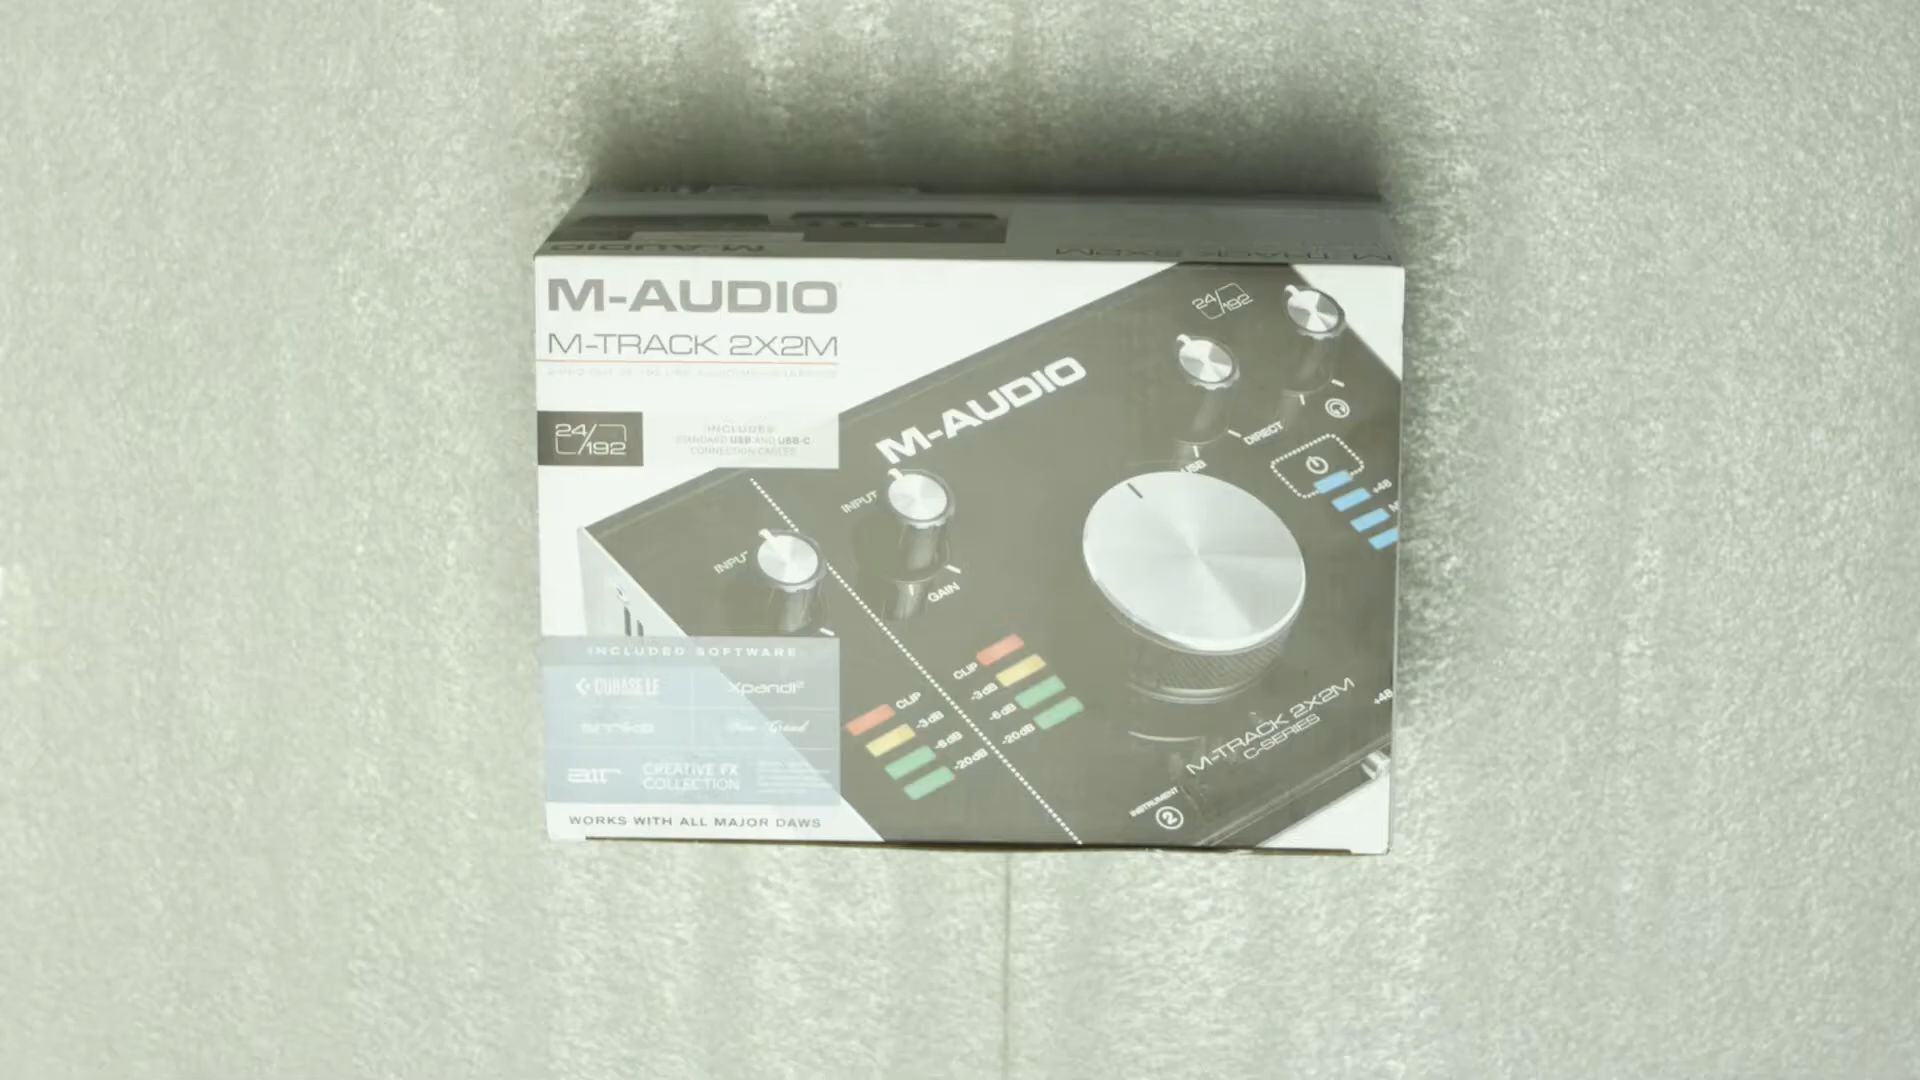 M-AUDIO
M-TRACK 2X2M
24/192
INCLUDES
STANDARD USB AND USB-C
CONNECTION CABLES
24/192
M-AUDIO
DIRECT
USB
+48
INPUT
GAIN
INPUT
CLIP
-3dB
-6dB
-20dB
CLIP
-3dB
-6dB
-20dB
+48
M-TRACK 2X2M
C-SERIES
INSTRUMENT
2
INCLUDED SOFTWARE
CUBASE LE
Xpand!2
air
CREATIVE FX
COLLECTION
WORKS WITH ALL MAJOR DAWS